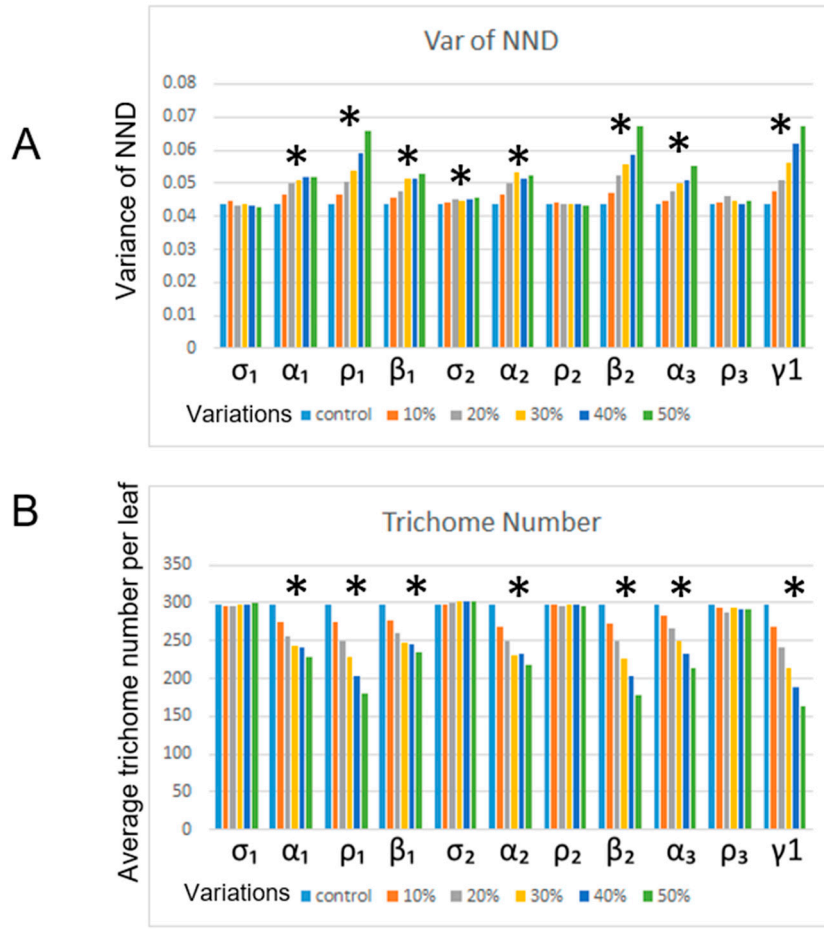 A
Var of NND
Variance of NND
0.08
0.07
0.06
0.05
0.04
0.03
0.02
0.01
0
* * * * * * * *
σ₁ α₁ ρ₁ β₁ σ₂ α₂ ρ₂ β₂ α₃ ρ₃ γ1
Variations control 10% 20% 30% 40% 50%
B
Trichome Number
Average trichome number per leaf
350
300
250
200
150
100
50
0
* * * * * * *
σ₁ α₁ ρ₁ β₁ σ₂ α₂ ρ₂ β₂ α₃ ρ₃ γ1
Variations control 10% 20% 30% 40% 50%